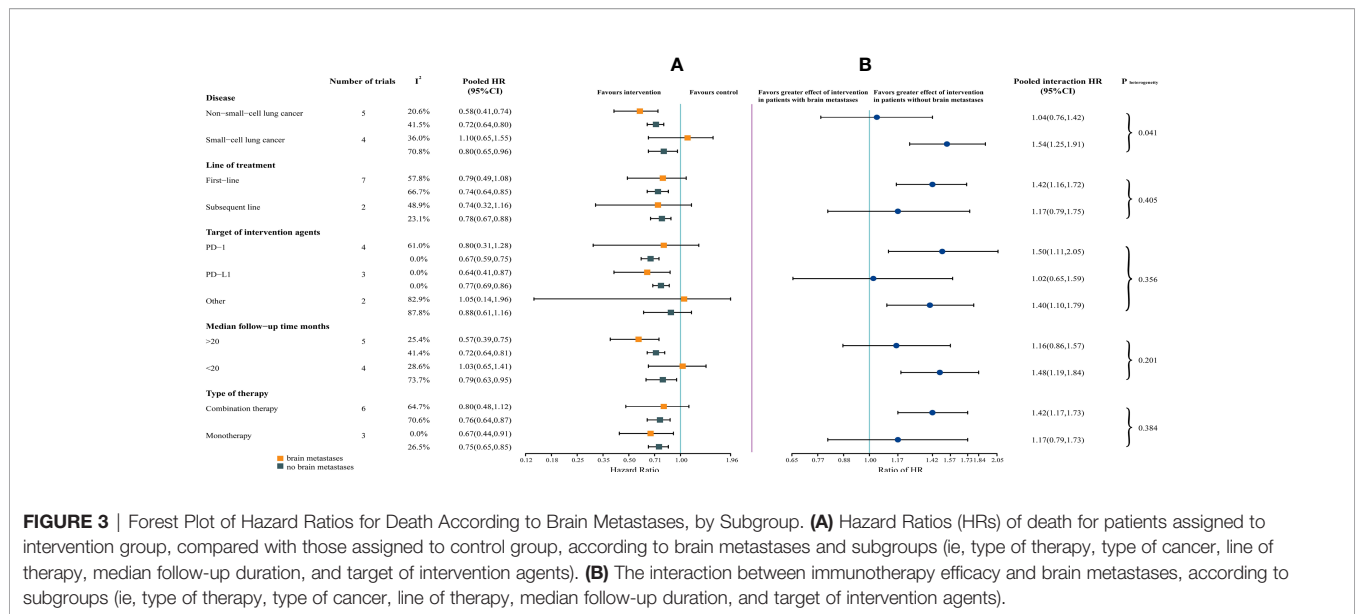 A
B
Number of trials I² Pooled HR (95%CI) Favours intervention Favours control Favors greater effect of intervention in patients with brain metastases Favors greater effect of intervention in patients without brain metastases Pooled interaction HR (95%CI) P heterogeneity
Disease
Non−small−cell lung cancer 5 20.6% 0.58(0.41,0.74) 1.04(0.76,1.42)
41.5% 0.72(0.64,0.80)
0.041
Small−cell lung cancer 4 36.0% 1.10(0.65,1.55) 1.54(1.25,1.91)
70.8% 0.80(0.65,0.96)
Line of treatment
First−line 7 57.8% 0.79(0.49,1.08) 1.42(1.16,1.72)
66.7% 0.74(0.64,0.85)
0.405
Subsequent line 2 48.9% 0.74(0.32,1.16) 1.17(0.79,1.75)
23.1% 0.78(0.67,0.88)
Target of intervention agents
PD−1 4 61.0% 0.80(0.31,1.28) 1.50(1.11,2.05)
0.0% 0.67(0.59,0.75)
PD−L1 3 0.0% 0.64(0.41,0.87) 1.02(0.65,1.59)
0.356
0.0% 0.77(0.69,0.86)
Other 2 82.9% 1.05(0.14,1.96) 1.40(1.10,1.79)
87.8% 0.88(0.61,1.16)
Median follow−up time months
>20 5 25.4% 0.57(0.39,0.75) 1.16(0.86,1.57)
41.4% 0.72(0.64,0.81)
0.201
<20 4 28.6% 1.03(0.65,1.41) 1.48(1.19,1.84)
73.7% 0.79(0.63,0.95)
Type of therapy
Combination therapy 6 64.7% 0.80(0.48,1.12) 1.42(1.17,1.73)
70.6% 0.76(0.64,0.87)
0.384
Monotherapy 3 0.0% 0.67(0.44,0.91) 1.17(0.79,1.73)
26.5% 0.75(0.65,0.85)
brain metastases
no brain metastases
0.12 0.18 0.25 0.35 0.50 0.71 1.00 1.96
Hazard Ratio
0.65 0.77 0.88 1.00 1.17 1.42 1.57 1.73 1.84 2.05
Ratio of HR
FIGURE 3 | Forest Plot of Hazard Ratios for Death According to Brain Metastases, by Subgroup. (A) Hazard Ratios (HRs) of death for patients assigned to
intervention group, compared with those assigned to control group, according to brain metastases and subgroups (ie, type of therapy, type of cancer, line of
therapy, median follow-up duration, and target of intervention agents). (B) The interaction between immunotherapy efficacy and brain metastases, according to
subgroups (ie, type of therapy, type of cancer, line of therapy, median follow-up duration, and target of intervention agents).